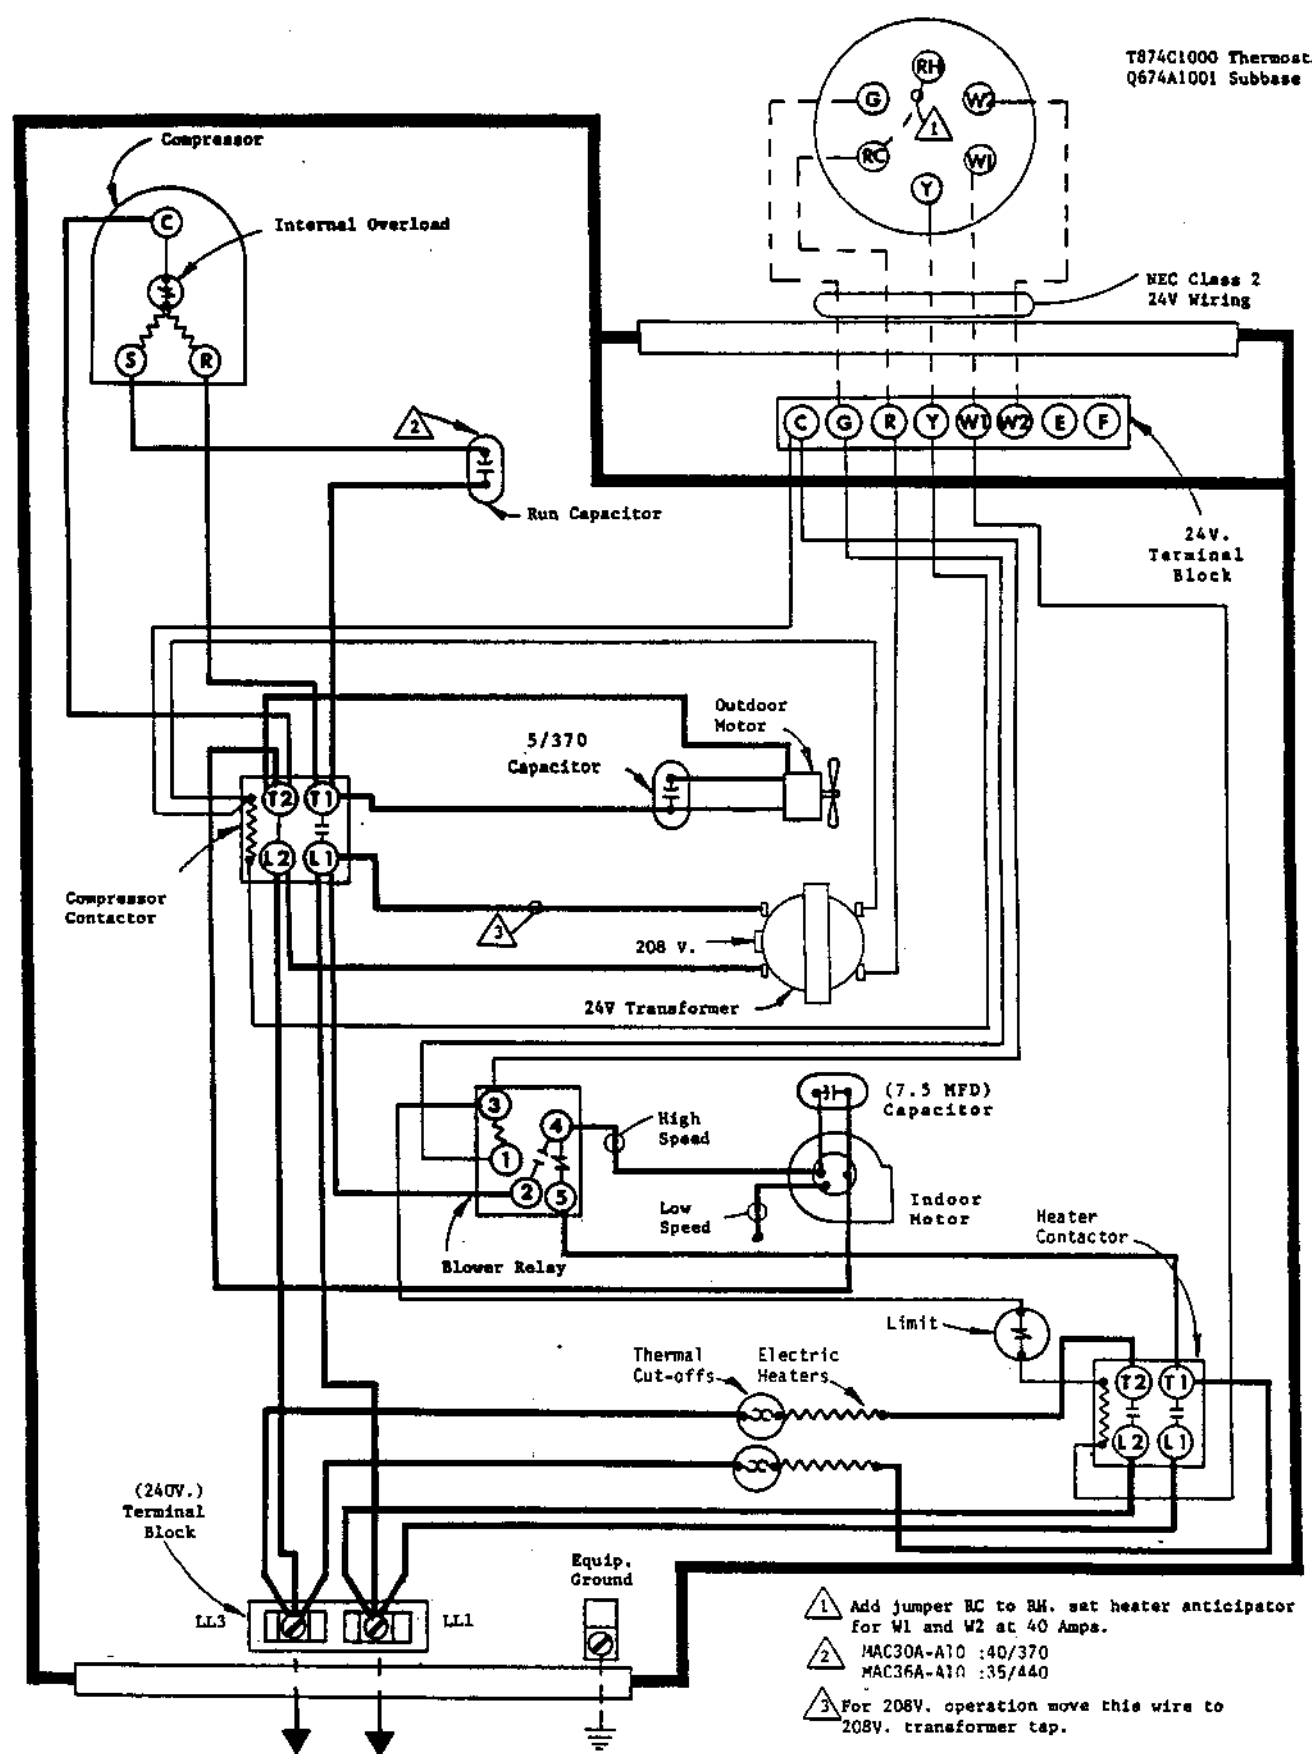 T874C1000 Thermost
Q674A1001 Subbase
RH
G
W2
1
RC
W1
Y
Compressor
C
Internal Overload
S
R
NEC Class 2
24V Wiring
2
C G R Y W1 W2 E F
Run Capacitor
24V.
Terminal
Block
Outdoor
Motor
5/370
Capacitor
T2 T1
L2 L1
Compressor
Contactor
3
208 V.
24V Transformer
3
4
1
2
5
High
Speed
(7.5 MFD)
Capacitor
Low
Speed
Indoor
Motor
Heater
Contactor
Blower Relay
Limit
Thermal
Cut-offs
Electric
Heaters
T2 T1
L2 L1
(240V.)
Terminal
Block
Equip.
Ground
LL3
LL1
1 Add jumper RC to RH. sat heater anticipator
for W1 and W2 at 40 Amps.
2 MAC30A-A10 :40/370
MAC36A-A10 :35/440
3 For 208V. operation move this wire to
208V. transformer tap.